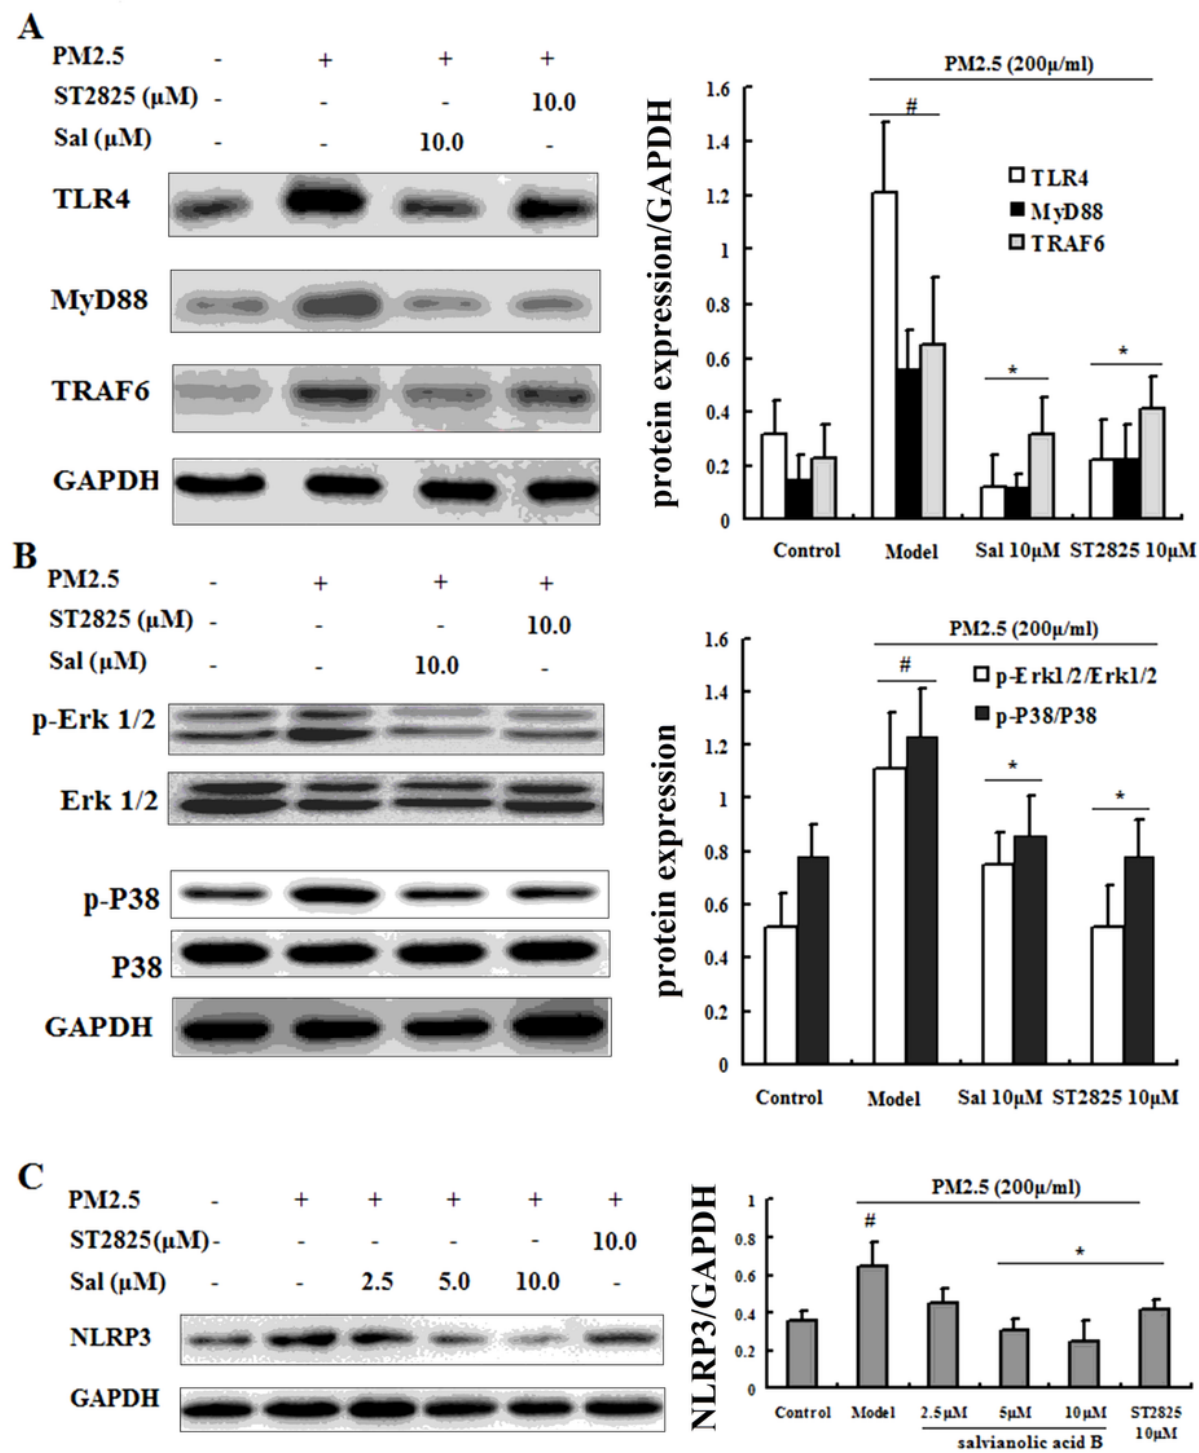 A
PM2.5 - + + +
ST2825 (μM) - - - 10.0
Sal (μM) - - 10.0 -
TLR4
MyD88
TRAF6
GAPDH
protein expression/GAPDH
PM2.5 (200μ/ml)
1.6
1.4
1.2
1
0.8
0.6
0.4
0.2
0
#
*
*
TLR4
MyD88
TRAF6
Control Model Sal 10μM ST2825 10μM
B
PM2.5 - + + +
ST2825 (μM) - - - 10.0
Sal (μM) - - 10.0 -
p-Erk 1/2
Erk 1/2
p-P38
P38
GAPDH
protein expression
PM2.5 (200μ/ml)
1.6
1.4
1.2
1
0.8
0.6
0.4
0.2
0
#
*
*
p-Erk1/2/Erk1/2
p-P38/P38
Control Model Sal 10μM ST2825 10μM
C
PM2.5 - + + + + +
ST2825(μM) - - - - - 10.0
Sal (μM) - - 2.5 5.0 10.0 -
NLRP3
GAPDH
NLRP3/GAPDH
PM2.5 (200μ/ml)
1
0.8
0.6
0.4
0.2
0
#
*
Control Model 2.5μM 5μM 10μM ST2825
10μM
salvianolic acid B